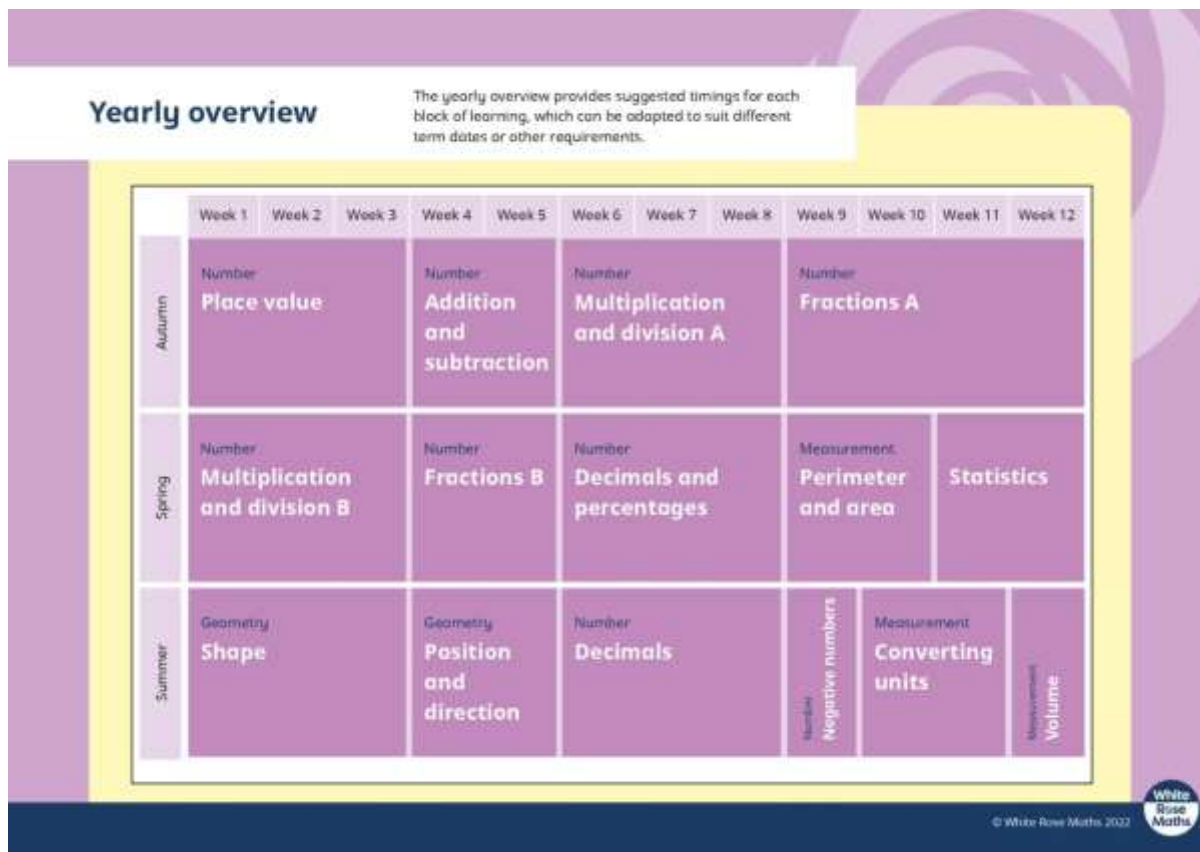 Yearly overview
The yearly overview provides suggested timings for each
block of learning, which can be adapted to suit different
term dates or other requirements.
Week 1 Week 2 Week 3 Week 4 Week 5 Week 6 Week 7 Week 8 Week 9 Week 10 Week 11 Week 12
Autumn
Number
Place value
Number
Addition
and
subtraction
Number
Multiplication
and division A
Number
Fractions A
Spring
Number
Multiplication
and division B
Number
Fractions B
Number
Decimals and
percentages
Measurement
Perimeter
and area
Statistics
Summer
Geometry
Shape
Geometry
Position
and
direction
Number
Decimals
Number
Negative numbers
Measurement
Converting
units
Measurement
Volume
© White Rose Maths 2022
White
Rose
Maths